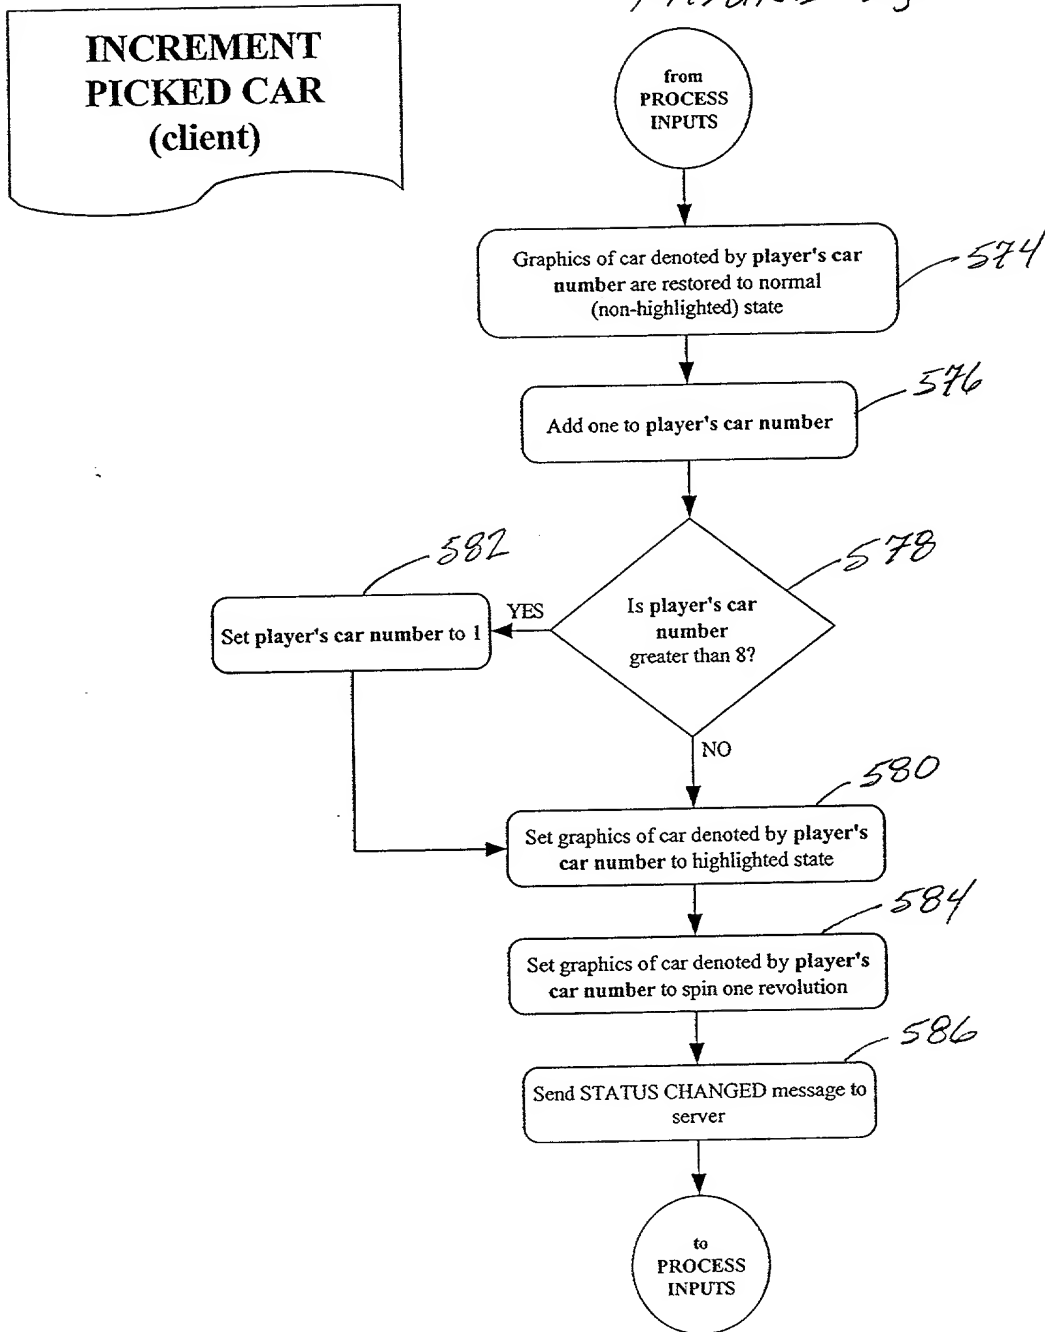 INCREMENT
PICKED CAR
(client)
from
PROCESS
INPUTS
Graphics of car denoted by player's car
number are restored to normal
(non-highlighted) state
574
Add one to player's car number
576
Is player's car
number
greater than 8?
578
YES
582
Set player's car number to 1
NO
580
Set graphics of car denoted by player's
car number to highlighted state
584
Set graphics of car denoted by player's
car number to spin one revolution
586
Send STATUS CHANGED message to
server
to
PROCESS
INPUTS